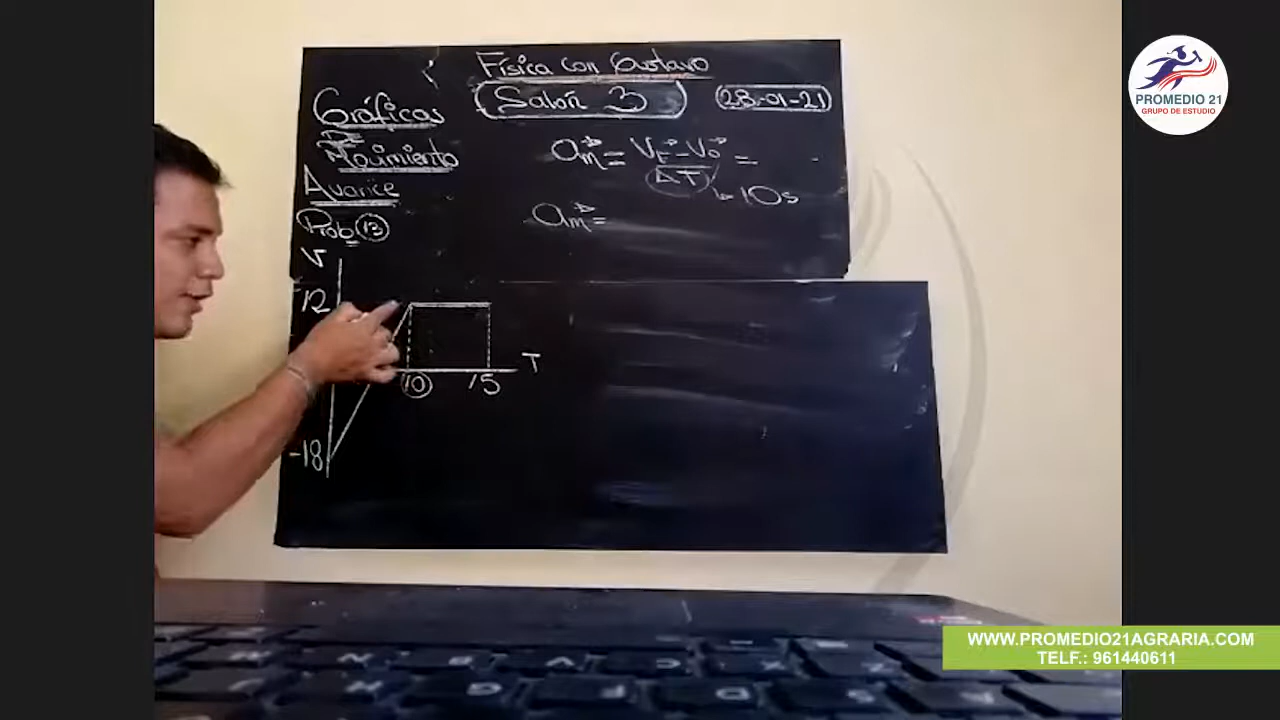 Física con Gustavo
Salón 3
28-01-21
Gráficas
De
Movimiento
Avance
Prob 13
am = Vf - Vo =
ΔT
10s
am =
V
12
-18
10
15
T
PROMEDIO 21
GRUPO DE ESTUDIO
WWW.PROMEDIO21AGRARIA.COM
TELF.: 961440611